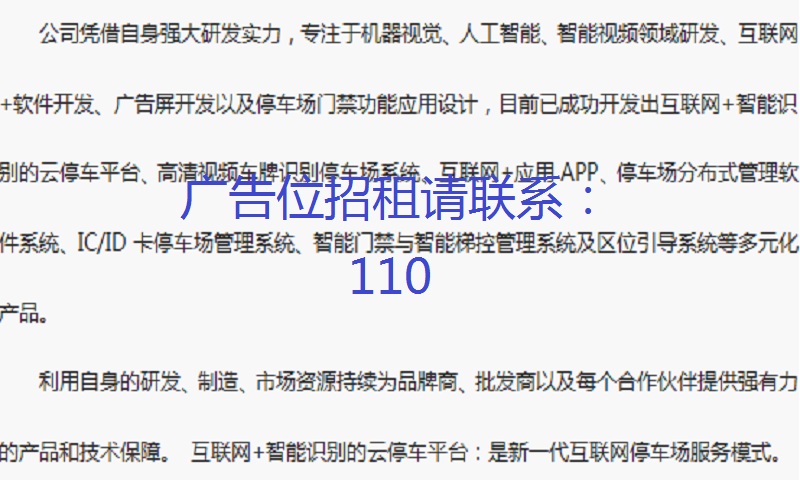 公司凭借自身强大研发实力，专注于机器视觉、人工智能、智能视频领域研发、互联网
+软件开发、广告屏开发以及停车场门禁功能应用设计，目前已成功开发出互联网+智能识
别的云停车平台、高清视频车牌识别停车场系统、互联网+应用 APP、停车场分布式管理软
广告位招租请联系：
件系统、IC/ID 卡停车场管理系统、智能门禁与智能梯控管理系统及区位引导系统等多元化
110
产品。
利用自身的研发、制造、市场资源持续为品牌商、批发商以及每个合作伙伴提供强有力
的产品和技术保障。 互联网+智能识别的云停车平台：是新一代互联网停车场服务模式。